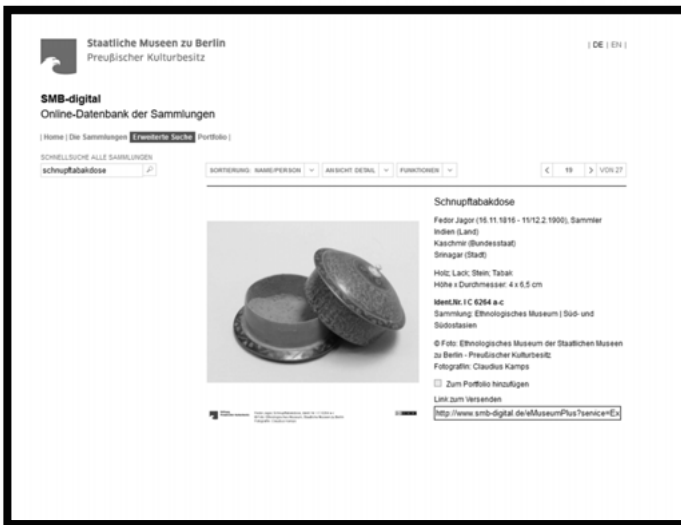 Staatliche Museen zu Berlin
Preußischer Kulturbesitz
| DE | EN |
SMB-digital
Online-Datenbank der Sammlungen
| Home | Die Sammlungen | Erweiterte Suche | Portfolio |
SCHNELLSUCHE ALLE SAMMLUNGEN
schnupftabakdose
SORTIERUNG: NAME/PERSON
ANSICHT: DETAIL
FUNKTIONEN
< 19 > VON 27
Schnupftabakdose
Fedor Jagor (16.11.1816 - 11/12.2.1900), Sammler
Indien (Land)
Kaschmir (Bundesstaat)
Srinagar (Stadt)
Holz; Lack; Stein; Tabak
Höhe x Durchmesser: 4 x 6,5 cm
Ident.Nr. I C 6264 a-c
Sammlung: Ethnologisches Museum | Süd- und
Südostasien
© Foto: Ethnologisches Museum der Staatlichen Museen
zu Berlin - Preußischer Kulturbesitz
Fotograf/in: Claudius Kamps
Zum Portfolio hinzufügen
Link zum Versenden
http://www.smb-digital.de/eMuseumPlus?service=Ex